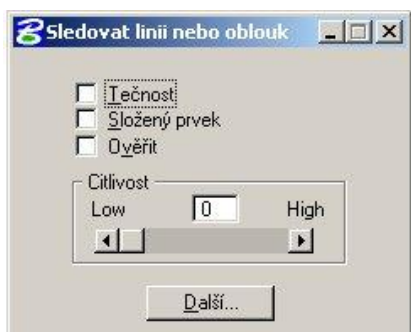 Sledovat linii nebo oblouk
Tečnost
Složený prvek
Ověřit
Citlivost
Low 0 High
Další...